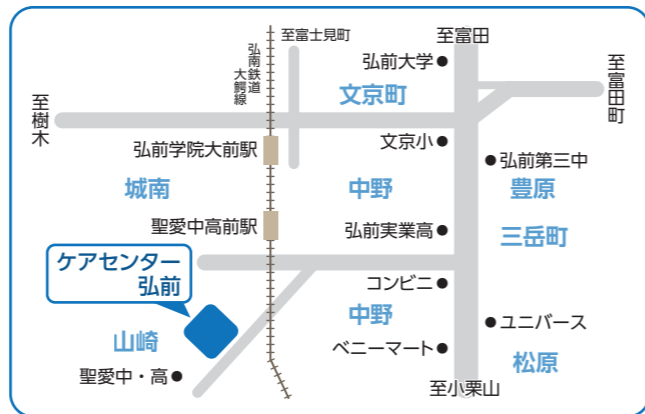 至富田
至富士見町
弘南鉄道
大鰐線
弘前大学
至富田町
文京町
至樹木
文京小
弘前学院大前駅
弘前第三中
城南
中野
豊原
聖愛中高前駅
弘前実業高
三岳町
ケアセンター
弘前
コンビニ
中野
ユニバース
山崎
ベニーマート
松原
聖愛中・高
至小栗山